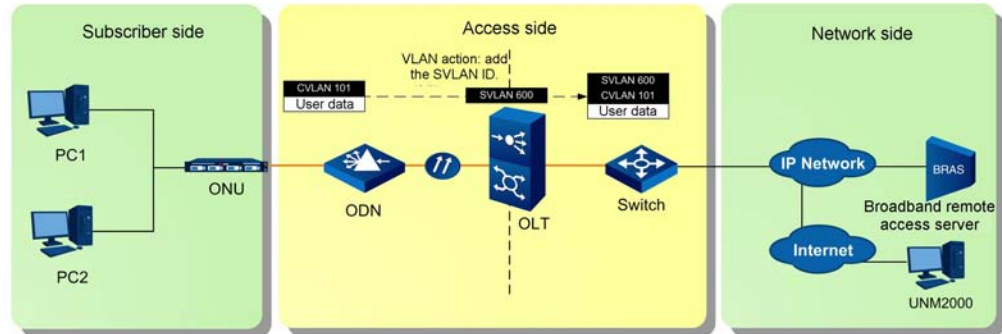 Subscriber side
PC1
PC2
ONU
Access side
VLAN action: add
the SVLAN ID.
CVLAN 101
User data
SVLAN 600
SVLAN 600
CVLAN 101
User data
ODN
OLT
Switch
Network side
IP Network
BRAS
Broadband remote
access server
Internet
UNM2000